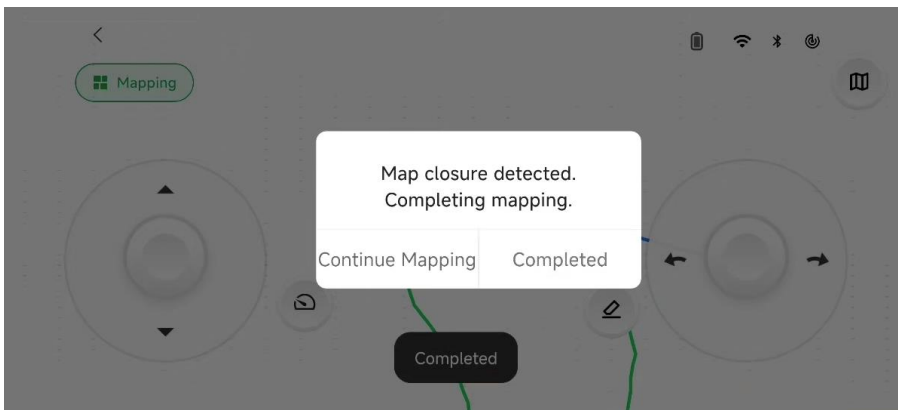 Mapping
Map closure detected.
Completing mapping.
Continue Mapping
Completed
Completed